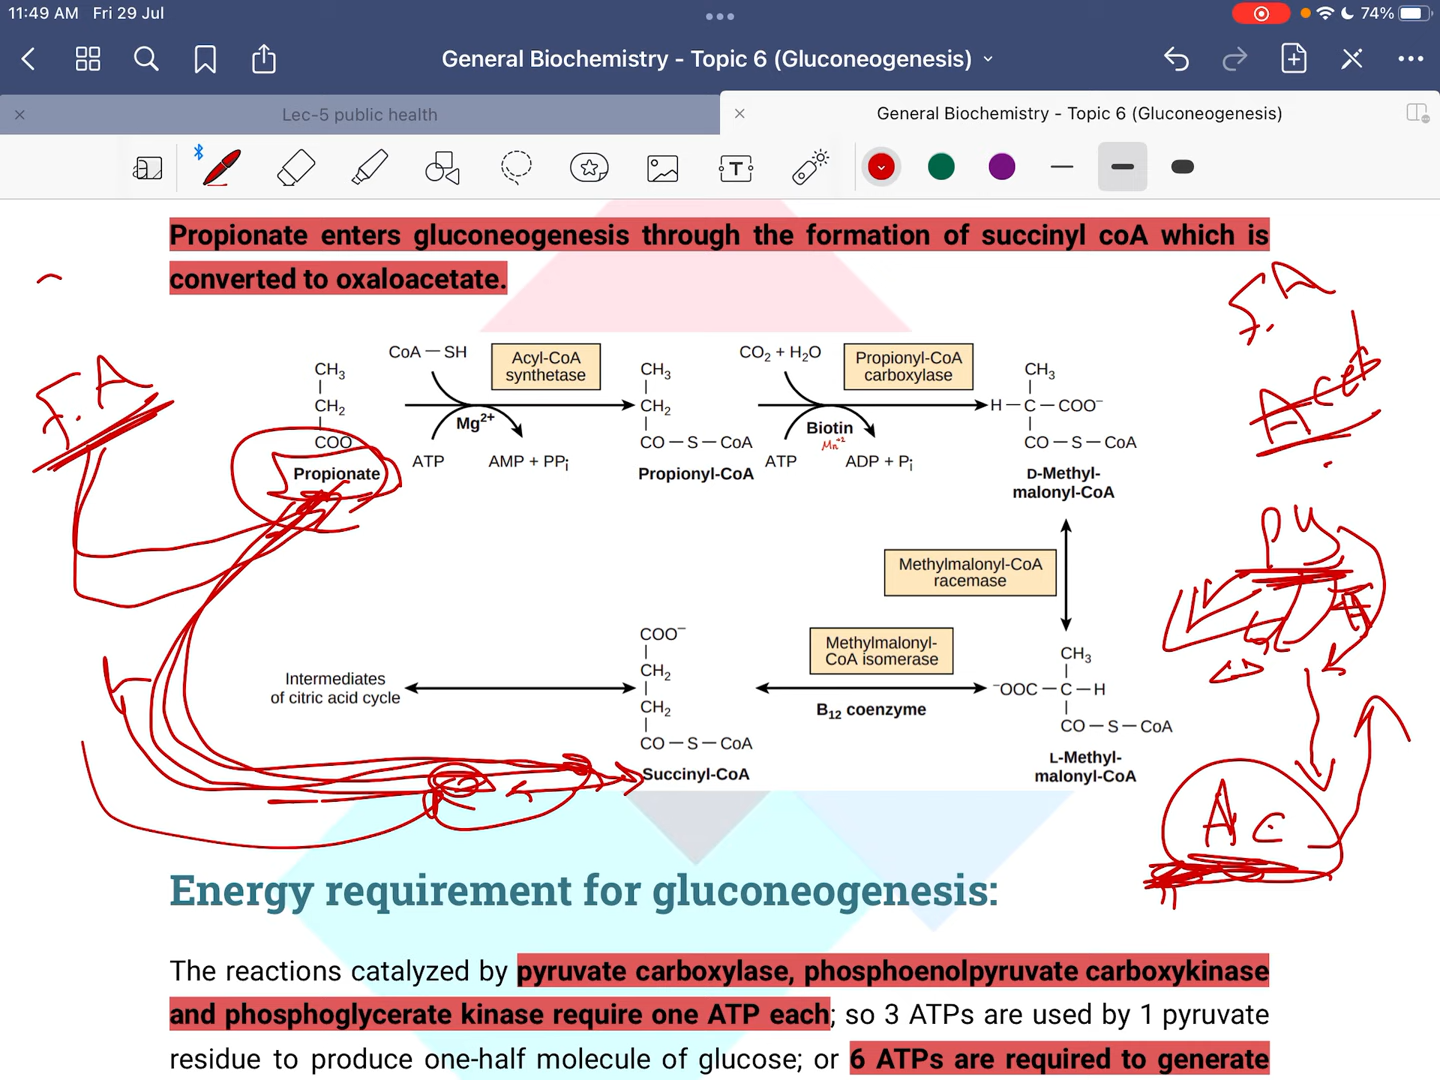 11:49 AM Fri 29 Jul
74%
General Biochemistry - Topic 6 (Gluconeogenesis)
Lec-5 public health
General Biochemistry - Topic 6 (Gluconeogenesis)
Propionate enters gluconeogenesis through the formation of succinyl coA which is
converted to oxaloacetate.
F.A
F.A
Acet
CH₃
CH₂
COO⁻
Propionate
CoA — SH
Acyl-CoA
synthetase
Mg²⁺
ATP
AMP + PPᵢ
CH₃
CH₂
CO — S — CoA
Propionyl-CoA
CO₂ + H₂O
Propionyl-CoA
carboxylase
Biotin
Mn⁺²
ATP
ADP + Pᵢ
CH₃
H — C — COO⁻
CO — S — CoA
D-Methyl-
malonyl-CoA
Py
Methylmalonyl-CoA
racemase
CH₃
⁻OOC — C — H
CO — S — CoA
L-Methyl-
malonyl-CoA
Methylmalonyl-
CoA isomerase
B₁₂ coenzyme
COO⁻
CH₂
CH₂
CO — S — CoA
Succinyl-CoA
Intermediates
of citric acid cycle
Ac
Energy requirement for gluconeogenesis:
The reactions catalyzed by pyruvate carboxylase, phosphoenolpyruvate carboxykinase
and phosphoglycerate kinase require one ATP each; so 3 ATPs are used by 1 pyruvate
residue to produce one-half molecule of glucose; or 6 ATPs are required to generate